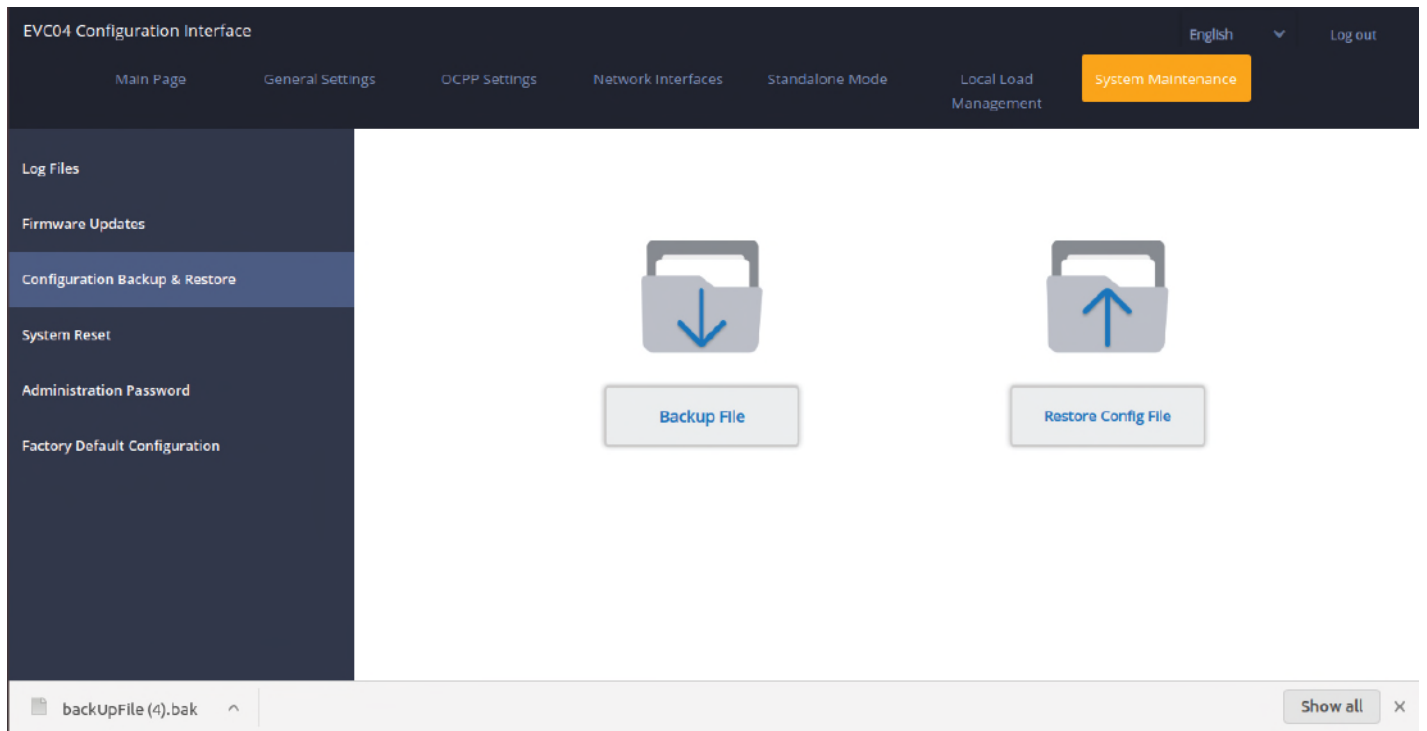 EVC04 Configuration Interface
English
Log out
Main Page
General Settings
OCPP Settings
Network Interfaces
Standalone Mode
Local Load
Management
System Maintenance
Log Files
Firmware Updates
Configuration Backup & Restore
System Reset
Administration Password
Factory Default Configuration
Backup File
Restore Config File
backUpFile (4).bak
Show all